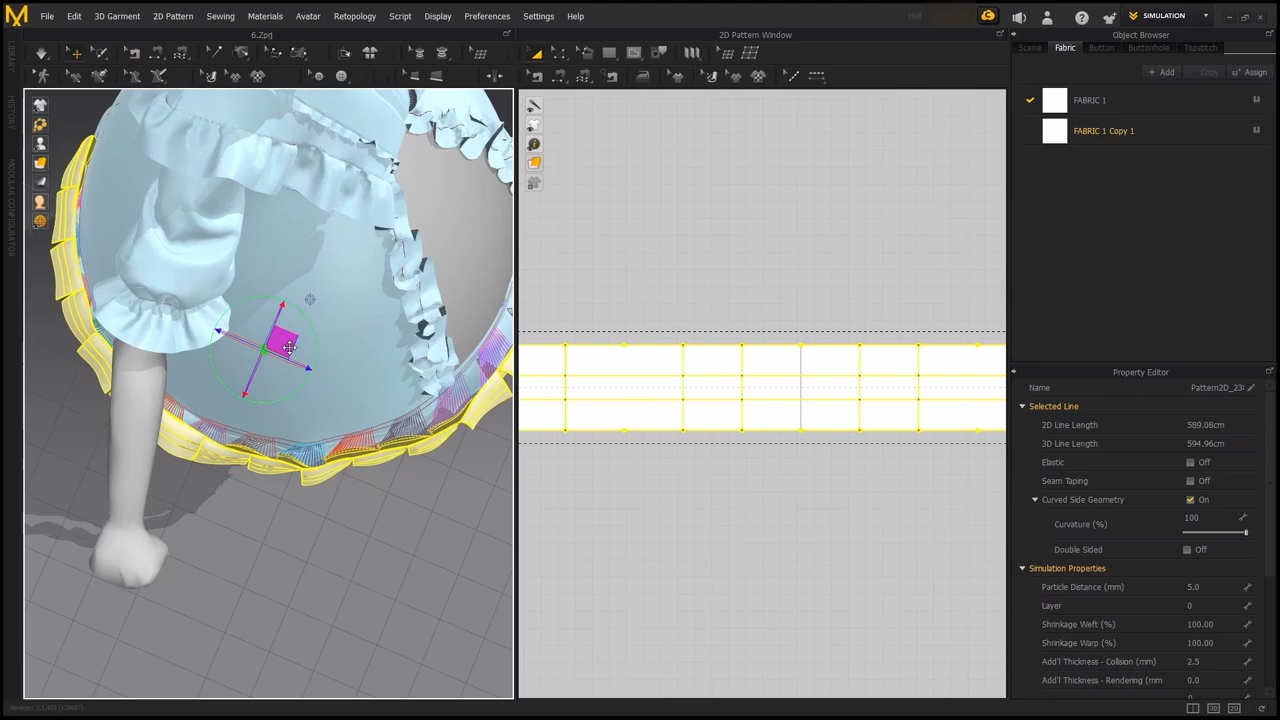 File Edit 3D Garment 2D Pattern Sewing Materials Avatar Retopology Script Display Preferences Settings Help
SIMULATION
6.Zprj
2D Pattern Window
Object Browser
Scene Fabric Button Buttonhole Topstitch
+ Add Copy Assign
FABRIC 1
FABRIC 1 Copy 1
LIBRARY
HISTORY
MODULAR CONFIGURATOR
Property Editor
Name Pattern2D_23
Selected Line
2D Line Length 589.08cm
3D Line Length 594.96cm
Elastic Off
Seam Taping Off
Curved Side Geometry On
Curvature (%) 100
Double Sided Off
Simulation Properties
Particle Distance (mm) 5.0
Layer 0
Shrinkage Weft (%) 100.00
Shrinkage Warp (%) 100.00
Add'l Thickness - Collision (mm) 2.5
Add'l Thickness - Rendering (mm 0.0